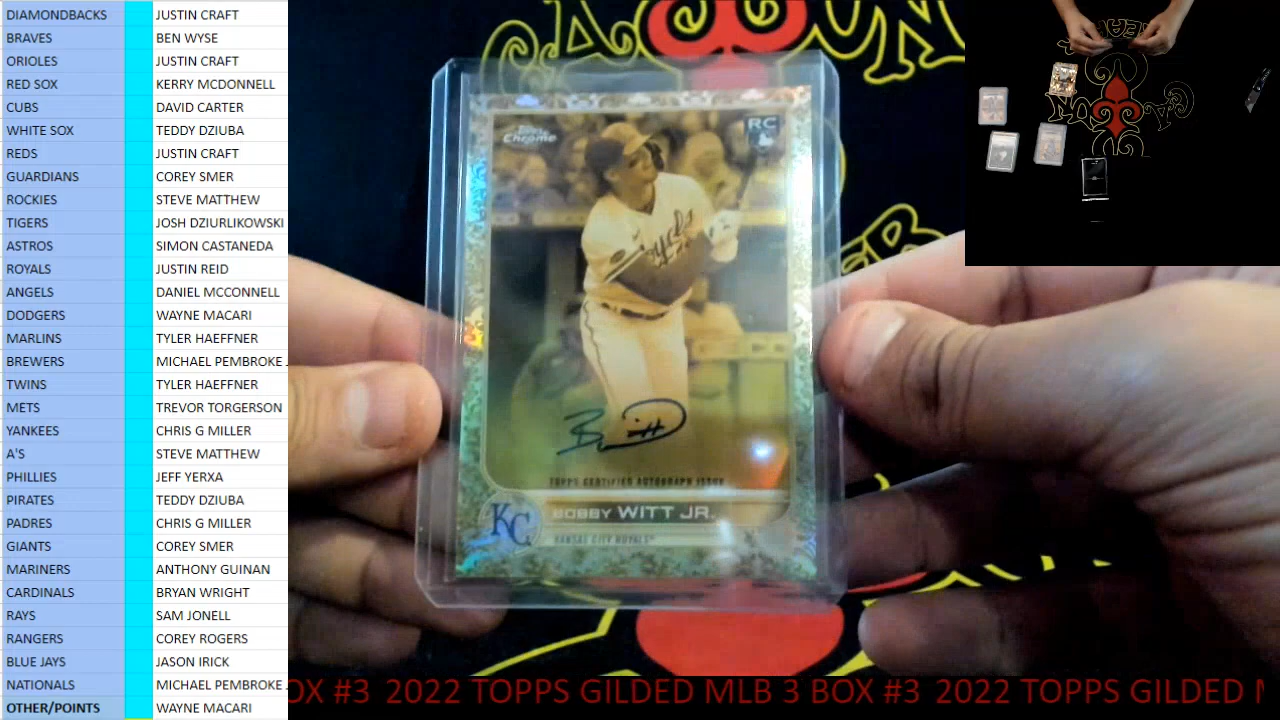 DIAMONDBACKS JUSTIN CRAFT
BRAVES BEN WYSE
ORIOLES JUSTIN CRAFT
RED SOX KERRY MCDONNELL
CUBS DAVID CARTER
WHITE SOX TEDDY DZIUBA
REDS JUSTIN CRAFT
GUARDIANS COREY SMER
ROCKIES STEVE MATTHEW
TIGERS JOSH DZIURLIKOWSKI
ASTROS SIMON CASTANEDA
ROYALS JUSTIN REID
ANGELS DANIEL MCCONNELL
DODGERS WAYNE MACARI
MARLINS TYLER HAEFFNER
BREWERS MICHAEL PEMBROKE
TWINS TYLER HAEFFNER
METS TREVOR TORGERSON
YANKEES CHRIS G MILLER
A'S STEVE MATTHEW
PHILLIES JEFF YERXA
PIRATES TEDDY DZIUBA
PADRES CHRIS G MILLER
GIANTS COREY SMER
MARINERS ANTHONY GUINAN
CARDINALS BRYAN WRIGHT
RAYS SAM JONELL
RANGERS COREY ROGERS
BLUE JAYS JASON IRICK
NATIONALS MICHAEL PEMBROKE
OTHER/POINTS WAYNE MACARI
Topps Chrome
RC
Royals
TOPPS CERTIFIED AUTOGRAPH ISSUE
KC
BOBBY WITT JR.
KANSAS CITY ROYALS
OX #3 2022 TOPPS GILDED MLB 3 BOX #3 2022 TOPPS GILDED